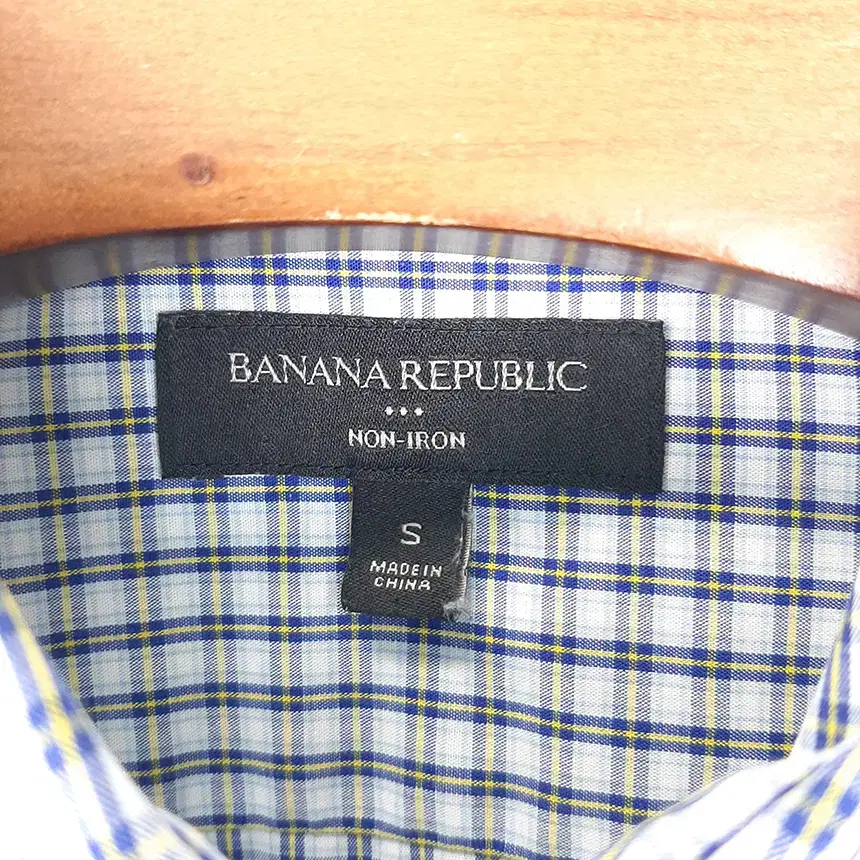 BANANA REPUBLIC
NON-IRON
S
MADE IN
CHINA